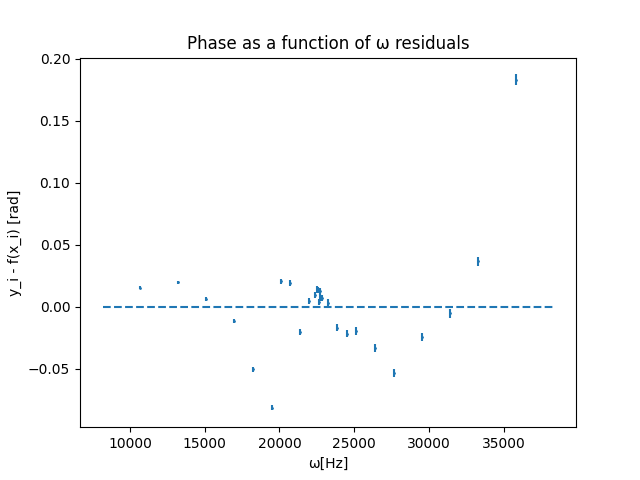 Phase as a function of ω residuals
0.20
0.15
0.10
0.05
0.00
−0.05
y_i - f(x_i) [rad]
10000 15000 20000 25000 30000 35000
ω[Hz]